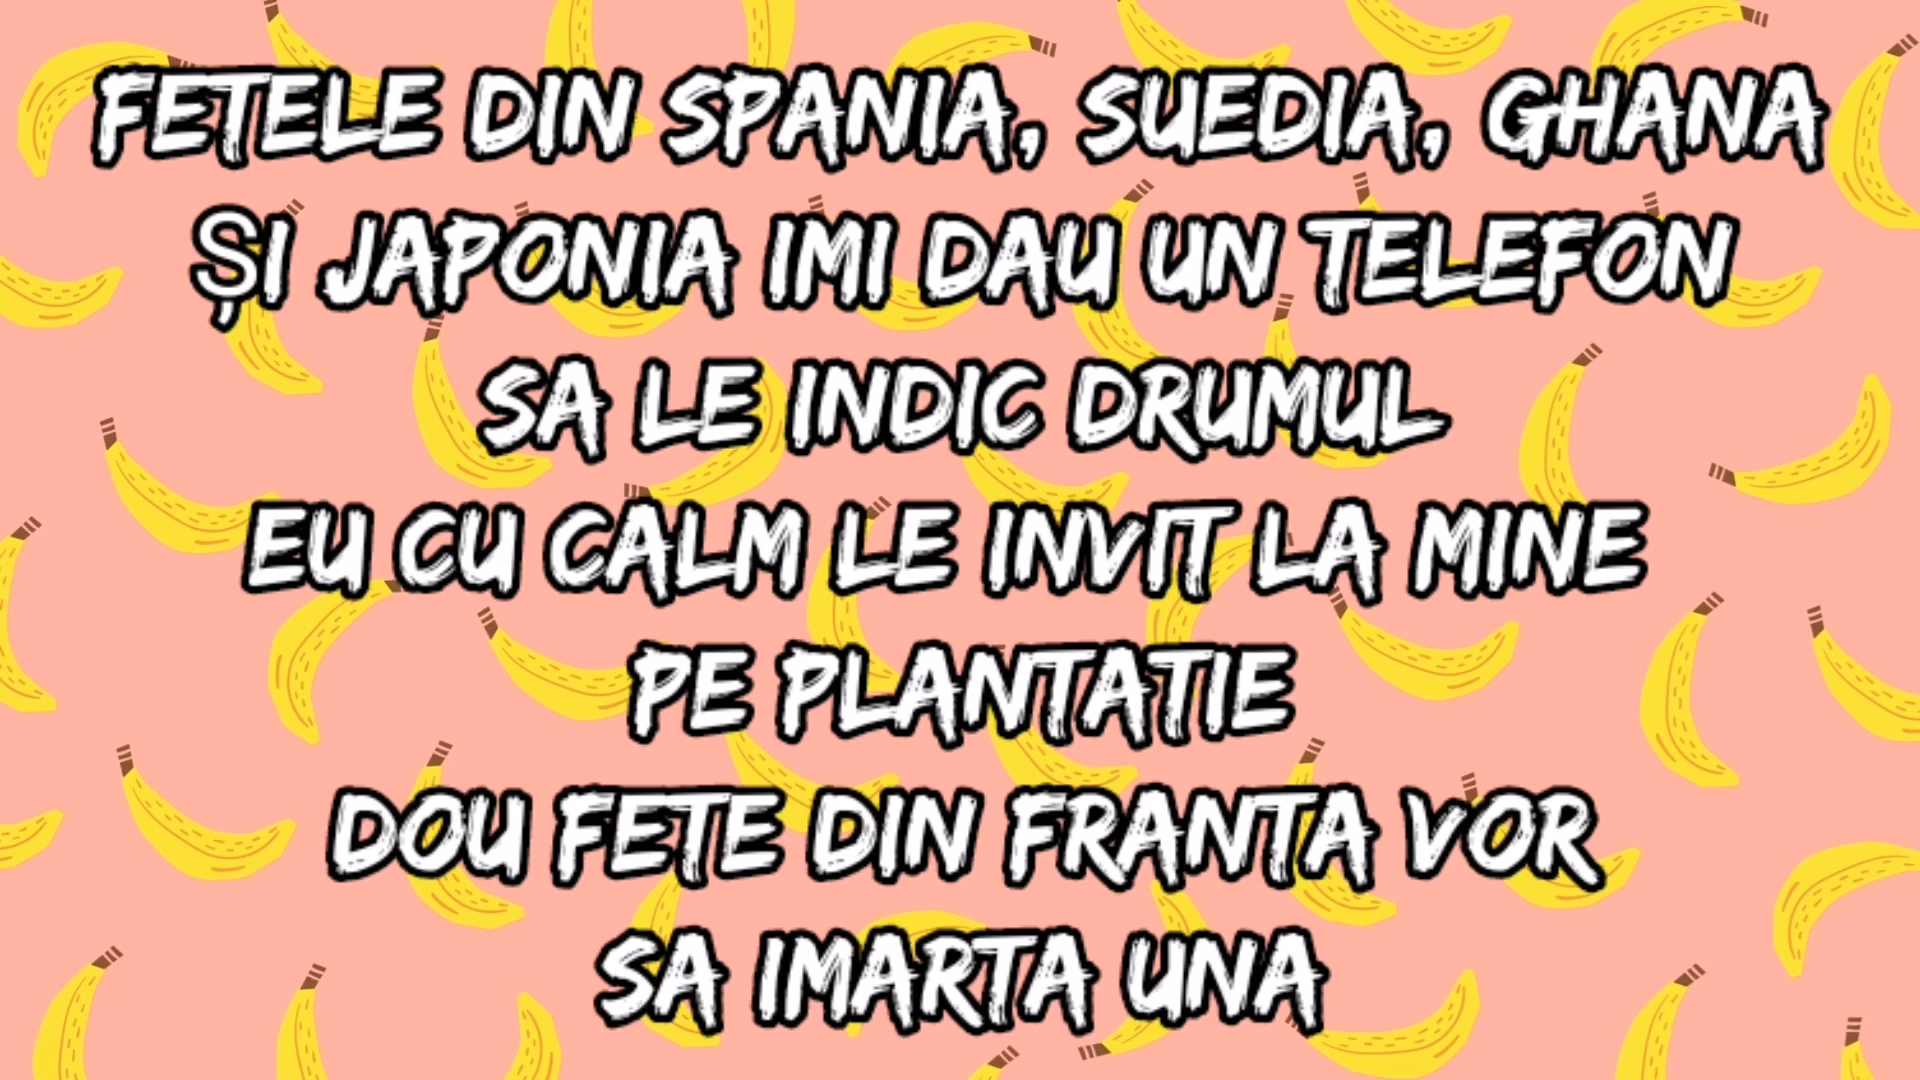 FETELE DIN SPANIA, SUEDIA, GHANA
ȘI JAPONIA IMI DAU UN TELEFON
SA LE INDIC DRUMUL
EU CU CALM LE INVIT LA MINE
PE PLANTATIE
DOU FETE DIN FRANTA VOR
SA IMARTA UNA